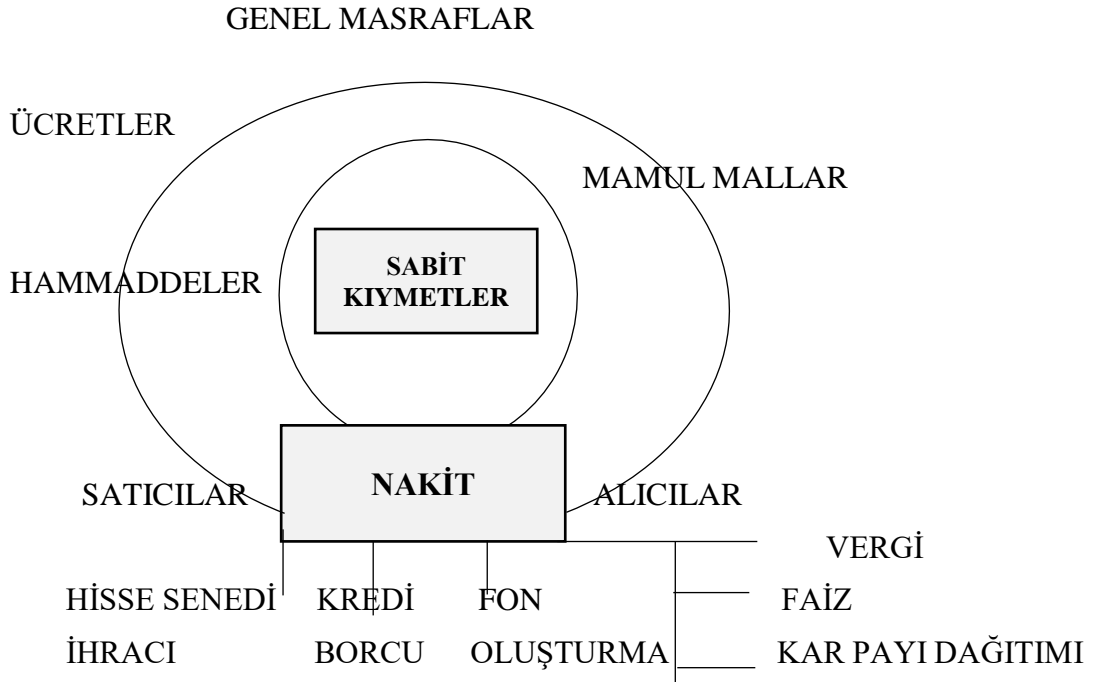 GENEL MASRAFLAR
ÜCRETLER
MAMUL MALLAR
HAMMADDELER
SABİT
KIYMETLER
NAKİT
SATICILAR
ALICILAR
VERGİ
HİSSE SENEDİ
İHRACI
KREDİ
BORCU
FON
OLUŞTURMA
FAİZ
KAR PAYI DAĞITIMI